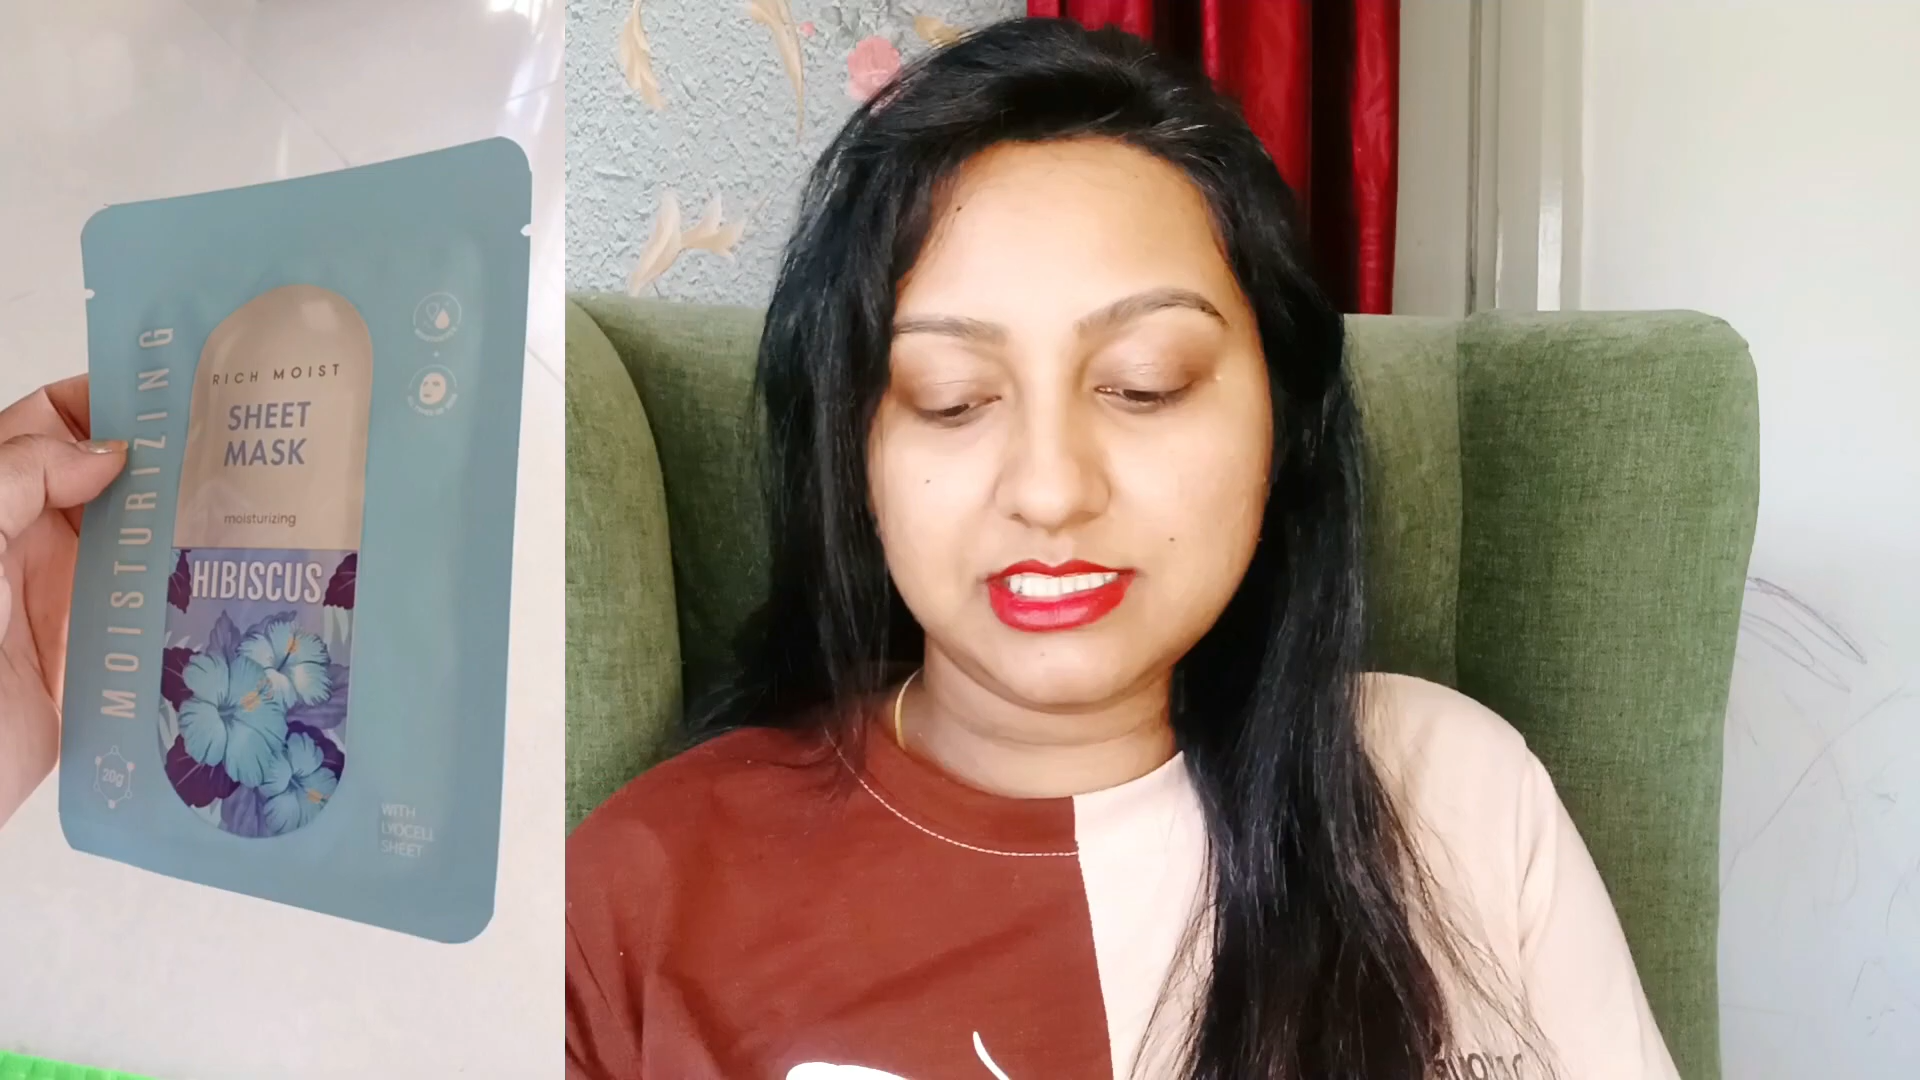 MOISTURIZING
RICH MOIST
SHEET
MASK
moisturizing
HIBISCUS
20g
WITH
LYOCELL
SHEET